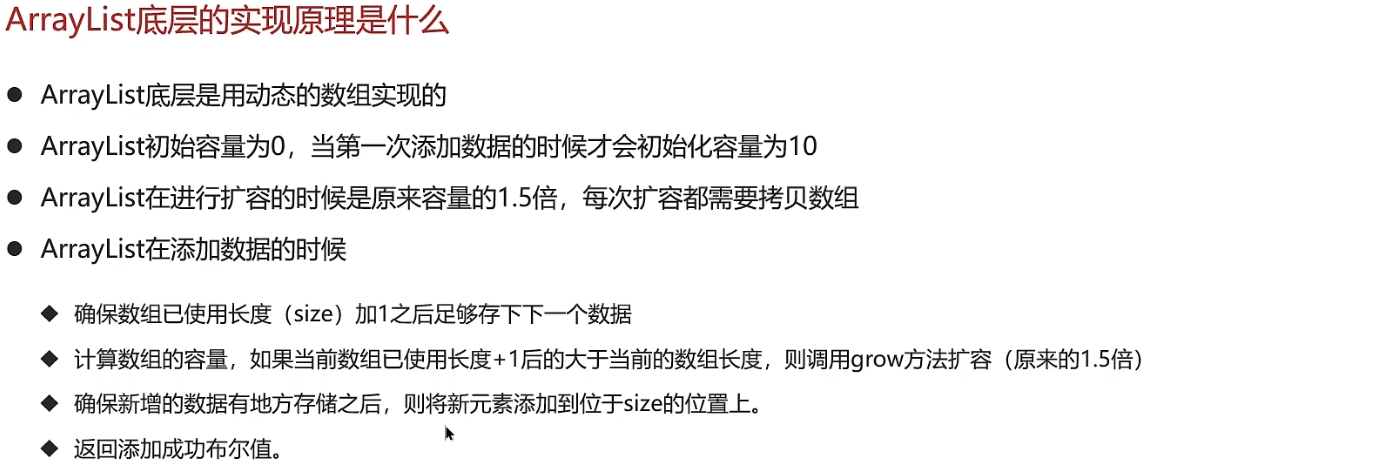 ArrayList底层的实现原理是什么
● ArrayList底层是用动态的数组实现的
● ArrayList初始容量为0，当第一次添加数据的时候才会初始化容量为10
● ArrayList在进行扩容的时候是原来容量的1.5倍，每次扩容都需要拷贝数组
● ArrayList在添加数据的时候
◆ 确保数组已使用长度（size）加1之后足够存下下一个数据
◆ 计算数组的容量，如果当前数组已使用长度+1后的大于当前的数组长度，则调用grow方法扩容（原来的1.5倍）
◆ 确保新增的数据有地方存储之后，则将新元素添加到位于size的位置上。
◆ 返回添加成功布尔值。